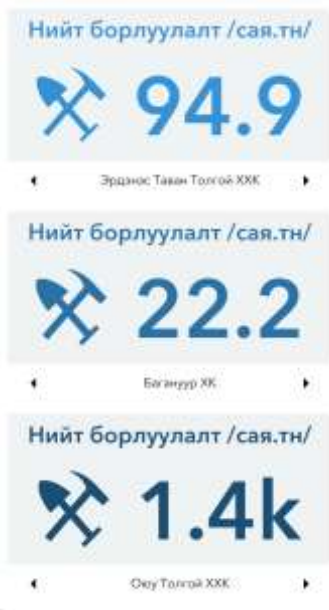 Нийт борлуулалт /сая.тн/
94.9
Эрдэнэс Таван Толгой ХХК
Нийт борлуулалт /сая.тн/
22.2
Багануур ХК
Нийт борлуулалт /сая.тн/
1.4k
Оюу Толгой ХХК